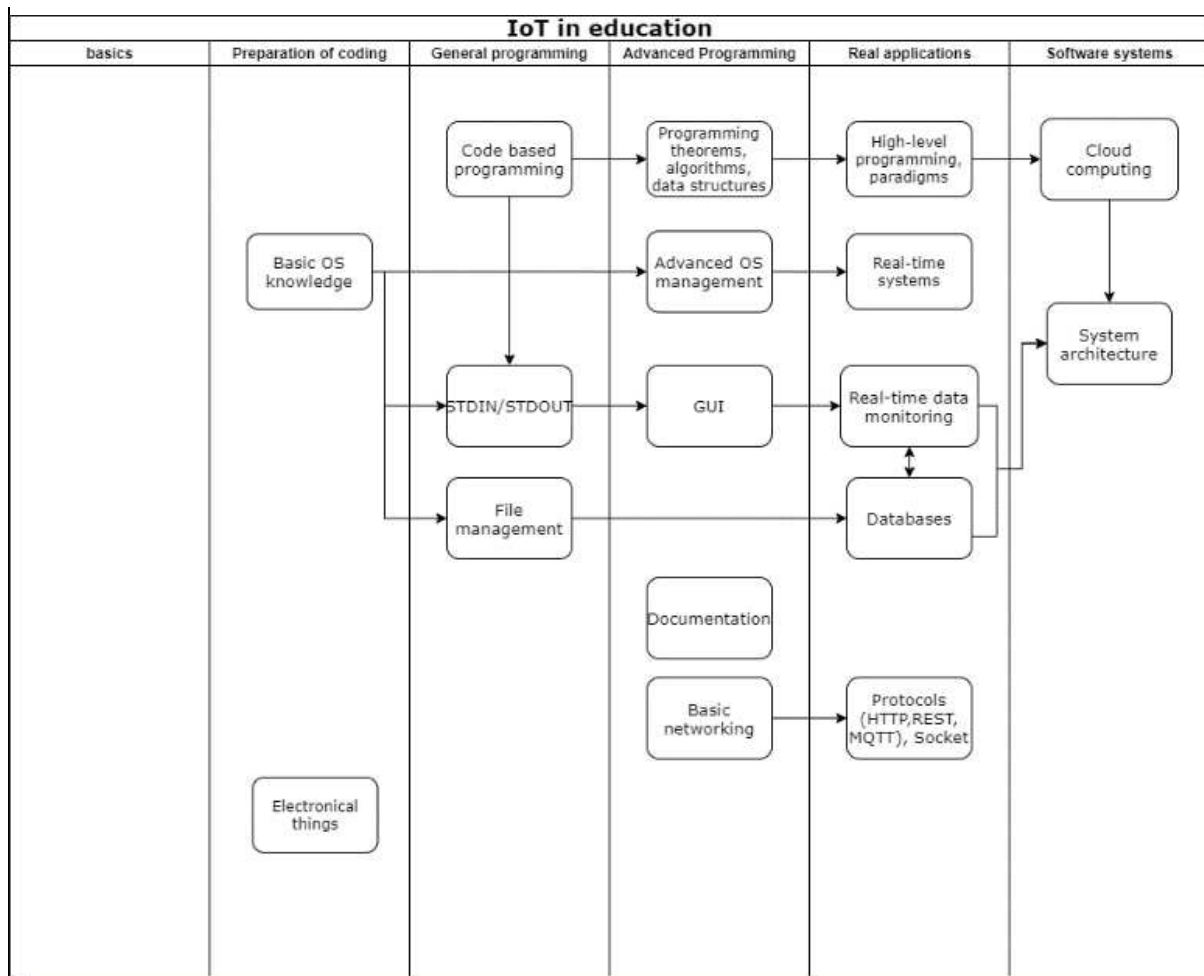 IoT in education
basics
Preparation of coding
General programming
Advanced Programming
Real applications
Software systems
Code based
programming
Programming
theorems,
algorithms,
data structures
High-level
programming,
paradigms
Cloud
computing
Basic OS
knowledge
Advanced OS
management
Real-time
systems
System
architecture
STDIN/STDOUT
GUI
Real-time data
monitoring
File
management
Databases
Documentation
Basic
networking
Protocols
(HTTP,REST,
MQTT), Socket
Electronical
things